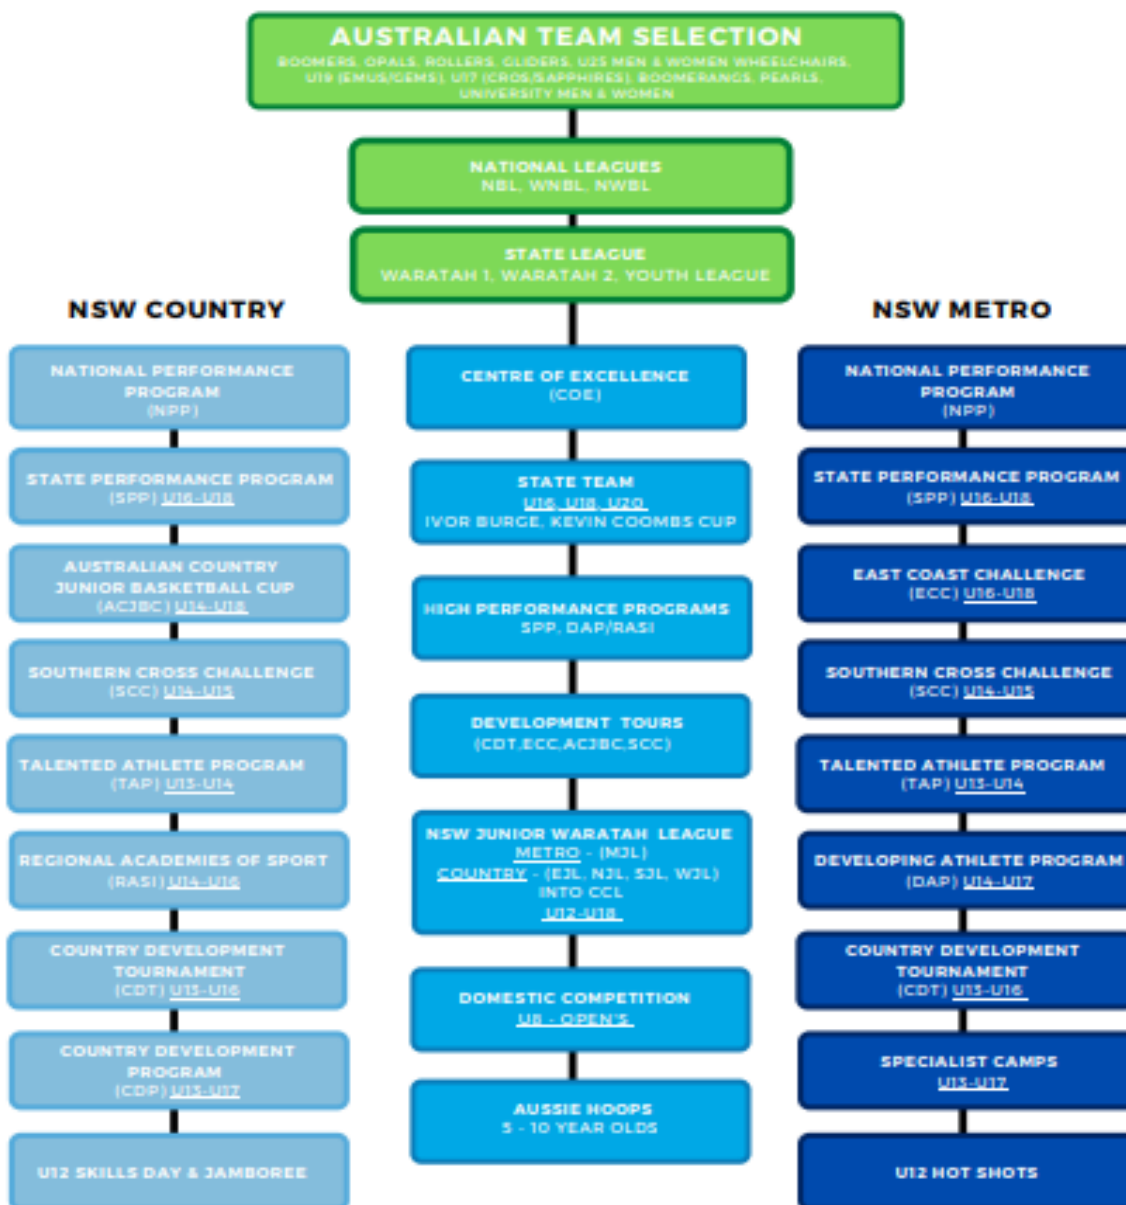 AUSTRALIAN TEAM SELECTION
BOOMERS, OPALS, ROLLERS, GLIDERS, U25 MEN & WOMEN WHEELCHAIRS,
U19 (EMUS/GEMS), U17 (CROS/SAPPHIRES), BOOMERANGS, PEARLS,
UNIVERSITY MEN & WOMEN
NATIONAL LEAGUES
NBL, WNBL, NWBL
STATE LEAGUE
WARATAH 1, WARATAH 2, YOUTH LEAGUE
NSW COUNTRY
NATIONAL PERFORMANCE
PROGRAM
(NPP)
STATE PERFORMANCE PROGRAM
(SPP) U16-U18
AUSTRALIAN COUNTRY
JUNIOR BASKETBALL CUP
(ACJBC) U14-U18
SOUTHERN CROSS CHALLENGE
(SCC) U14-U15
TALENTED ATHLETE PROGRAM
(TAP) U13-U14
REGIONAL ACADEMIES OF SPORT
(RASI) U14-U16
COUNTRY DEVELOPMENT
TOURNAMENT
(CDT) U13-U16
COUNTRY DEVELOPMENT
PROGRAM
(CDP) U13-U17
U12 SKILLS DAY & JAMBOREE
CENTRE OF EXCELLENCE
(COE)
STATE TEAM
U16, U18, U20
IVOR BURGE, KEVIN COOMBS CUP
HIGH PERFORMANCE PROGRAMS
SPP, DAP/RASI
DEVELOPMENT TOURS
(CDT,ECC,ACJBC,SCC)
NSW JUNIOR WARATAH LEAGUE
METRO - (MJL)
COUNTRY - (EJL, NJL, SJL, WJL)
INTO CCL
U12-U18
DOMESTIC COMPETITION
U8 - OPEN'S
AUSSIE HOOPS
5 - 10 YEAR OLDS
NSW METRO
NATIONAL PERFORMANCE
PROGRAM
(NPP)
STATE PERFORMANCE PROGRAM
(SPP) U16-U18
EAST COAST CHALLENGE
(ECC) U16-U18
SOUTHERN CROSS CHALLENGE
(SCC) U14-U15
TALENTED ATHLETE PROGRAM
(TAP) U13-U14
DEVELOPING ATHLETE PROGRAM
(DAP) U14-U17
COUNTRY DEVELOPMENT
TOURNAMENT
(CDT) U13-U16
SPECIALIST CAMPS
U13-U17
U12 HOT SHOTS